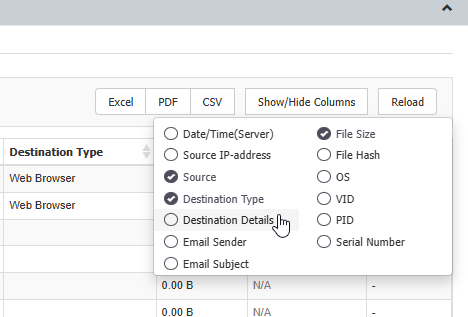 Excel PDF CSV Show/Hide Columns Reload
Date/Time(Server) File Size
Destination Type Source IP-address File Hash
Web Browser Source OS
Destination Type VID
Web Browser Destination Details PID
Email Sender Serial Number
Email Subject
0.00 B N/A -
0.00 B N/A -